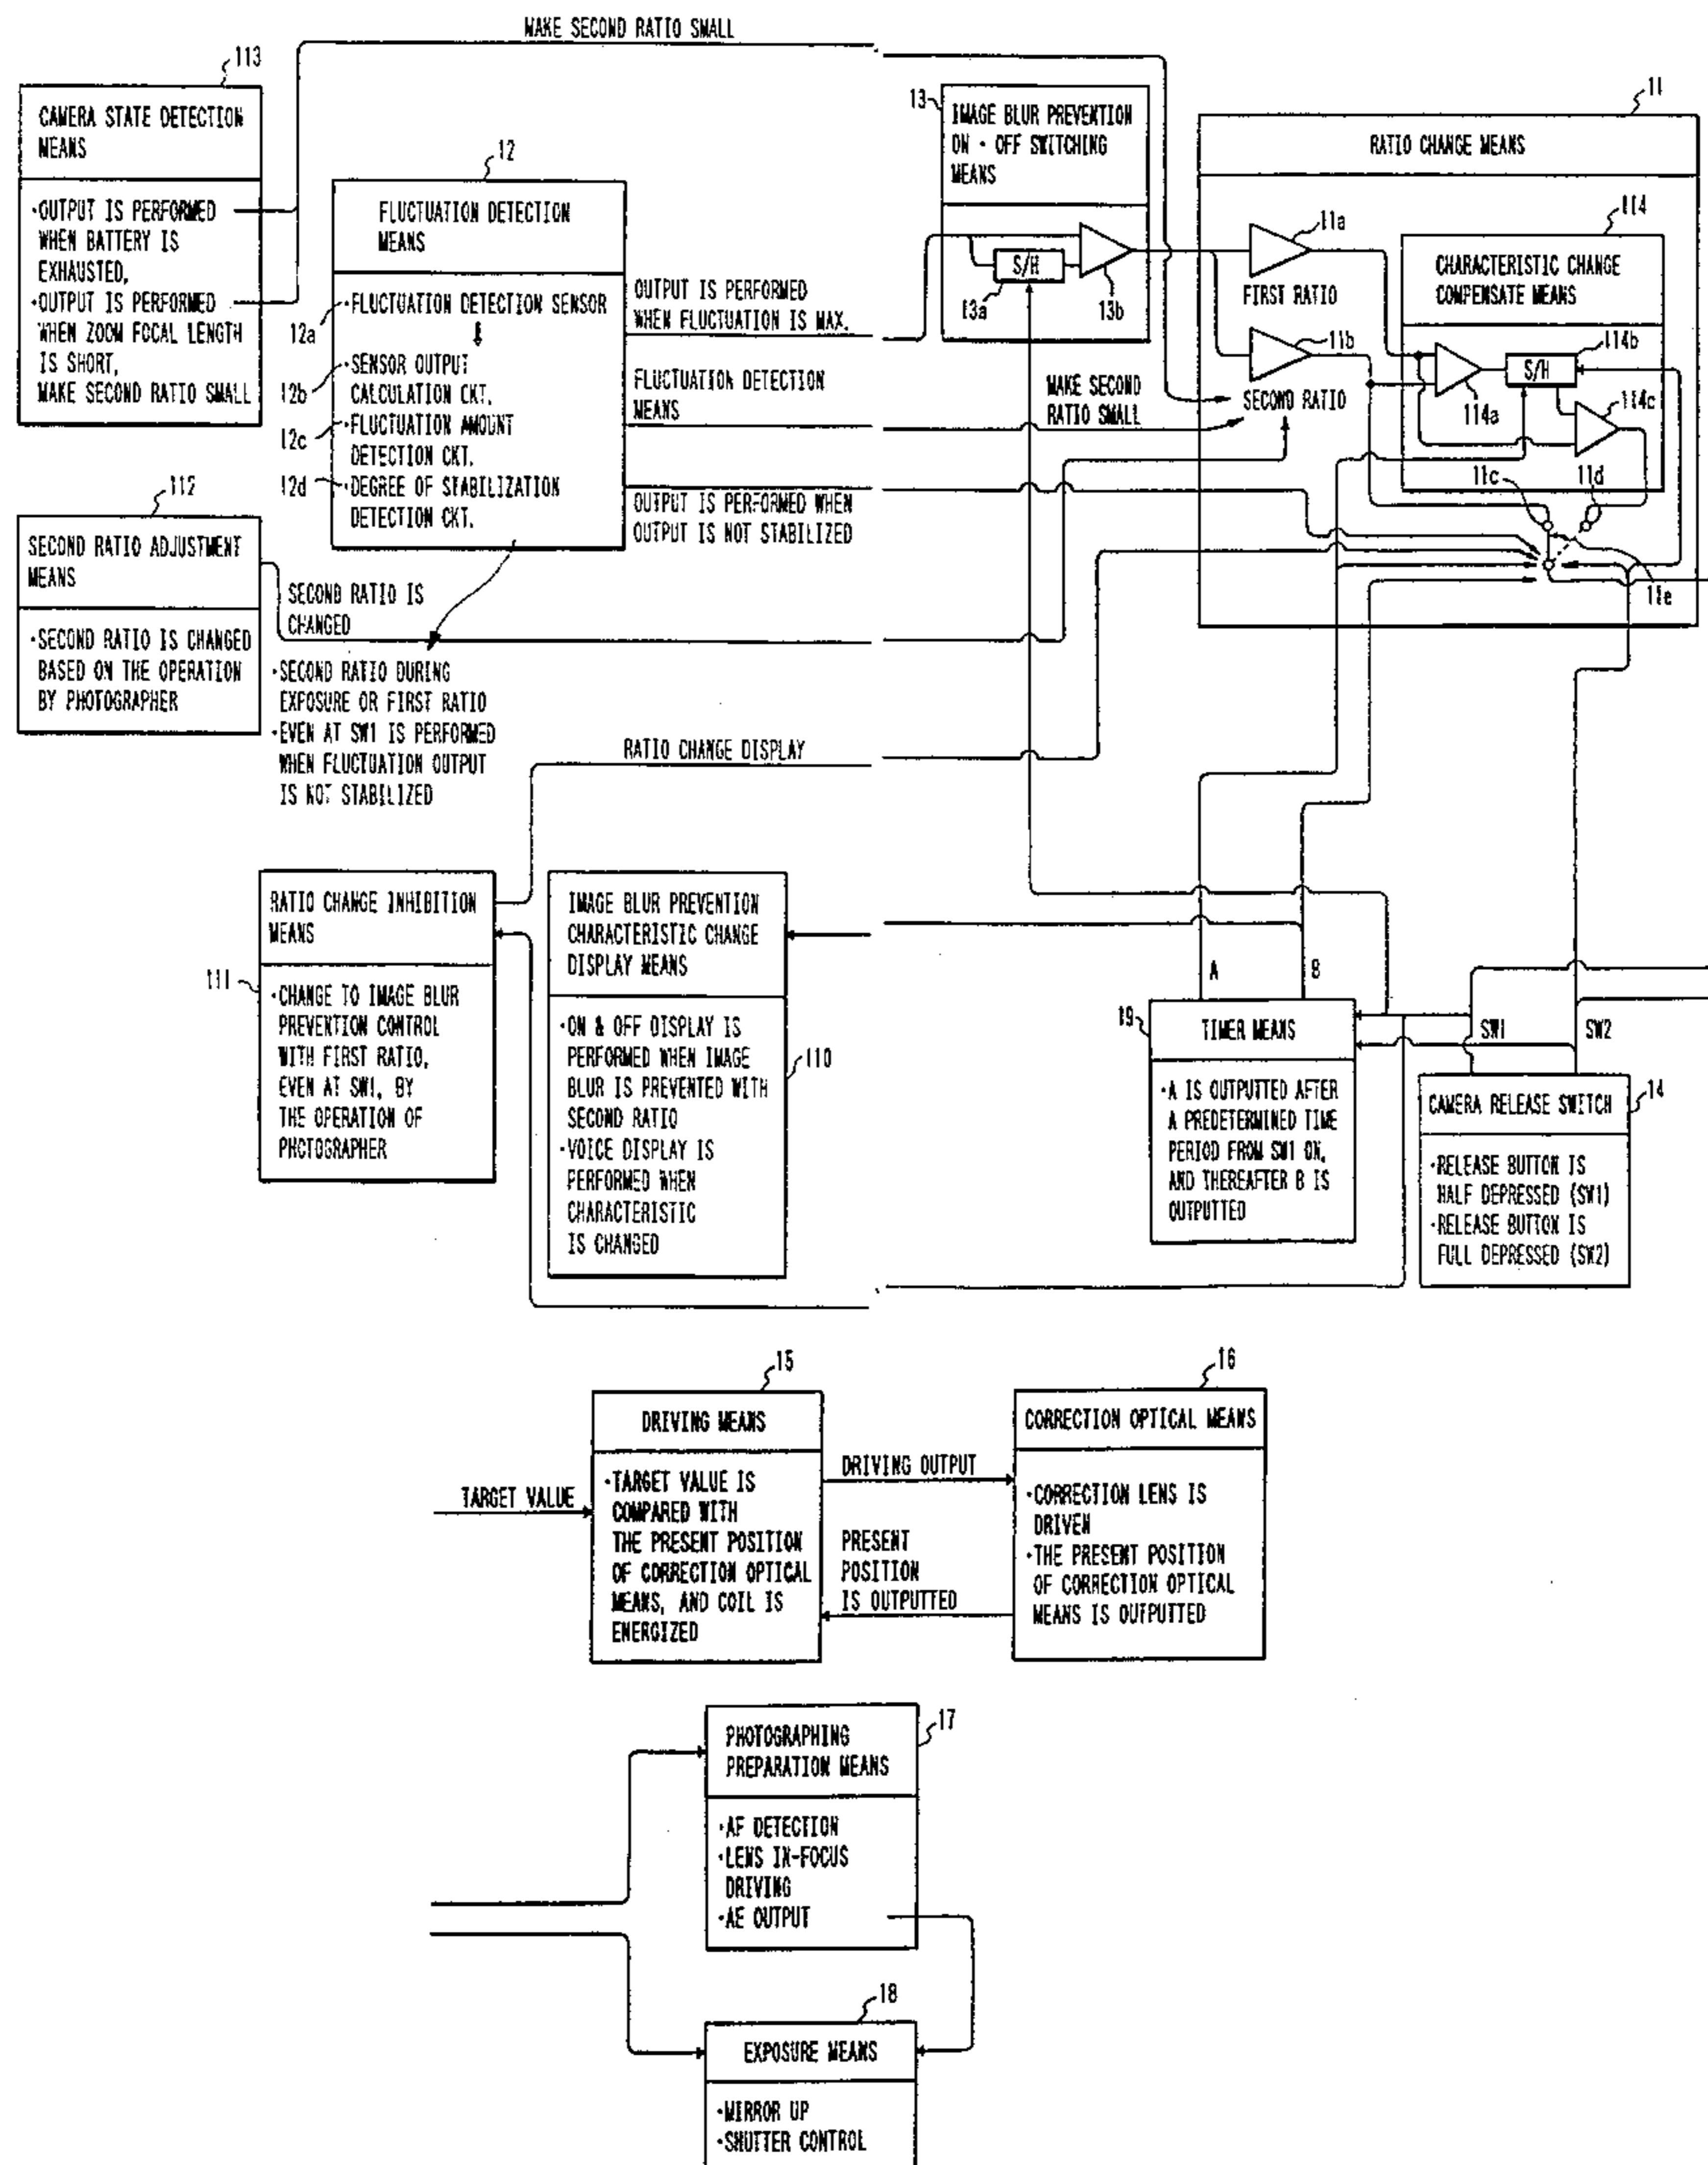 MAKE SECOND RATIO SMALL
113
CAMERA STATE DETECTION
MEANS
·OUTPUT IS PERFORMED
WHEN BATTERY IS
EXHAUSTED,
·OUTPUT IS PERFORMED
WHEN ZOOM FOCAL LENGTH
IS SHORT,
MAKE SECOND RATIO SMALL
12
FLUCTUATION DETECTION
MEANS
12a
·FLUCTUATION DETECTION SENSOR
⇓
12b
·SENSOR OUTPUT
CALCULATION CKT.
12c
·FLUCTUATION AMOUNT
DETECTION CKT.
12d
·DEGREE OF STABILIZATION
DETECTION CKT.
OUTPUT IS PERFORMED
WHEN FLUCTUATION IS MAX.
FLUCTUATION DETECTION
MEANS
OUTPUT IS PERFORMED WHEN
OUTPUT IS NOT STABILIZED
13
IMAGE BLUR PREVENTION
ON · OFF SWITCHING
MEANS
S/H
13a
13b
11
RATIO CHANGE MEANS
11a
FIRST RATIO
11b
SECOND RATIO
MAKE SECOND
RATIO SMALL
114
CHARACTERISTIC CHANGE
COMPENSATE MEANS
114a
S/H
114b
114c
11c
11d
11e
112
SECOND RATIO ADJUSTMENT
MEANS
·SECOND RATIO IS CHANGED
BASED ON THE OPERATION
BY PHOTOGRAPHER
SECOND RATIO IS
CHANGED
·SECOND RATIO DURING
EXPOSURE OR FIRST RATIO
·EVEN AT SW1 IS PERFORMED
WHEN FLUCTUATION OUTPUT
IS NOT STABILIZED
RATIO CHANGE DISPLAY
111
RATIO CHANGE INHIBITION
MEANS
·CHANGE TO IMAGE BLUR
PREVENTION CONTROL
WITH FIRST RATIO,
EVEN AT SW1, BY
THE OPERATION OF
PHOTOGRAPHER
IMAGE BLUR PREVENTION
CHARACTERISTIC CHANGE
DISPLAY MEANS
110
·ON & OFF DISPLAY IS
PERFORMED WHEN IMAGE
BLUR IS PREVENTED WITH
SECOND RATIO
·VOICE DISPLAY IS
PERFORMED WHEN
CHARACTERISTIC
IS CHANGED
A
B
19
TIMER MEANS
·A IS OUTPUTTED AFTER
A PREDETERMINED TIME
PERIOD FROM SW1 ON,
AND THEREAFTER B IS
OUTPUTTED
SW1
SW2
14
CAMERA RELEASE SWITCH
·RELEASE BUTTON IS
HALF DEPRESSED (SW1)
·RELEASE BUTTON IS
FULL DEPRESSED (SW2)
TARGET VALUE
15
DRIVING MEANS
·TARGET VALUE IS
COMPARED WITH
THE PRESENT POSITION
OF CORRECTION OPTICAL
MEANS, AND COIL IS
ENERGIZED
DRIVING OUTPUT
PRESENT
POSITION
IS OUTPUTTED
16
CORRECTION OPTICAL MEANS
·CORRECTION LENS IS
DRIVEN
·THE PRESENT POSITION
OF CORRECTION OPTICAL
MEANS IS OUTPUTTED
17
PHOTOGRAPHING
PREPARATION MEANS
·AF DETECTION
·LENS IN-FOCUS
DRIVING
·AE OUTPUT
18
EXPOSURE MEANS
·MIRROR UP
·SHUTTER CONTROL